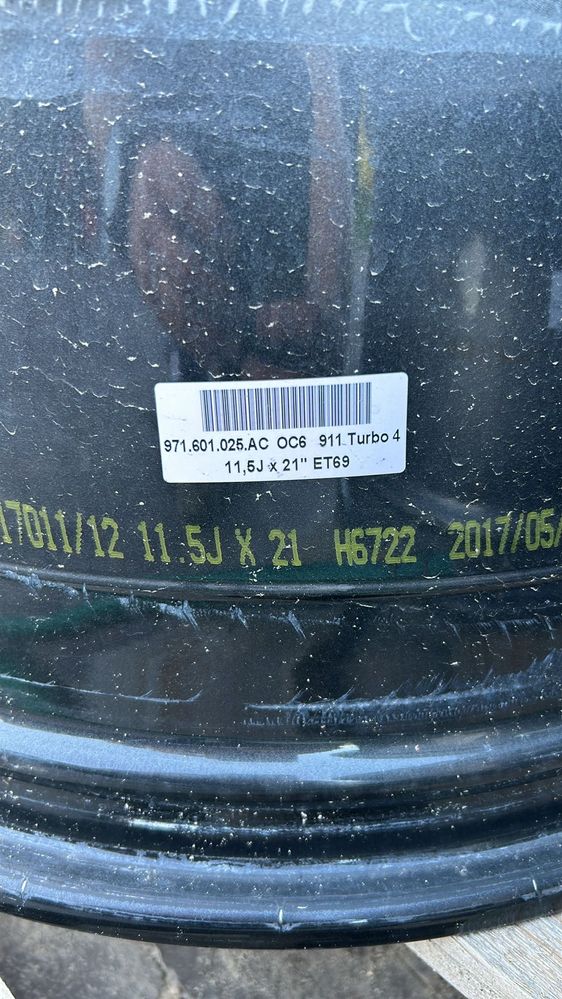 971.601.025.AC OC6 911 Turbo 4
11,5J x 21" ET69
17011/12 11.5J X 21 H6722 2017/05/